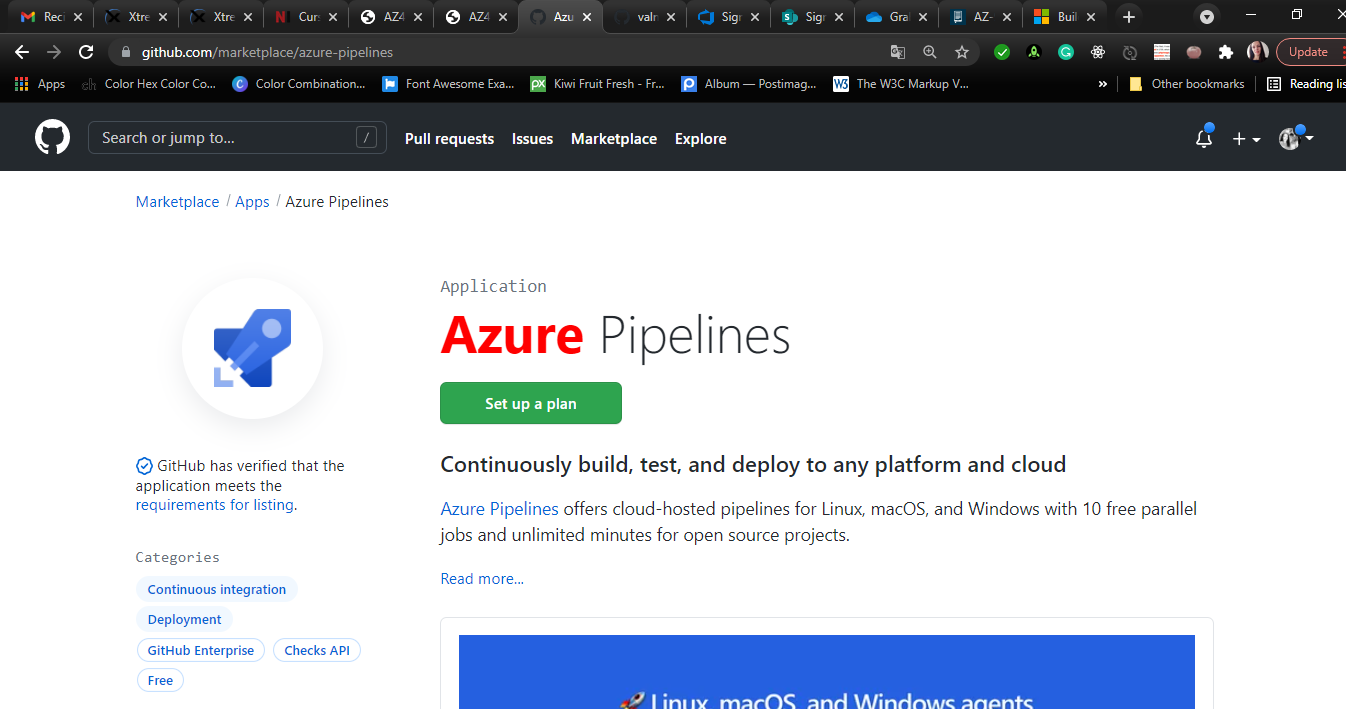 Reci
Xtre
Xtre
N Curs
AZ4
AZ4
Azu
valn
Sign
Sign
Gral
AZ-
Buil
github.com/marketplace/azure-pipelines
Update
Apps
ch Color Hex Color Co...
C Color Combination...
Font Awesome Exa...
px Kiwi Fruit Fresh - Fr...
P Album — Postimag...
W3 The W3C Markup V...
»
Other bookmarks
Reading lis
Search or jump to...
/
Pull requests
Issues
Marketplace
Explore
Marketplace / Apps / Azure Pipelines
Application
Azure Pipelines
Set up a plan
GitHub has verified that the
application meets the
requirements for listing.
Continuously build, test, and deploy to any platform and cloud
Azure Pipelines offers cloud-hosted pipelines for Linux, macOS, and Windows with 10 free parallel
jobs and unlimited minutes for open source projects.
Read more...
Categories
Continuous integration
Deployment
GitHub Enterprise
Checks API
Free
Linux, macOS, and Windows agents